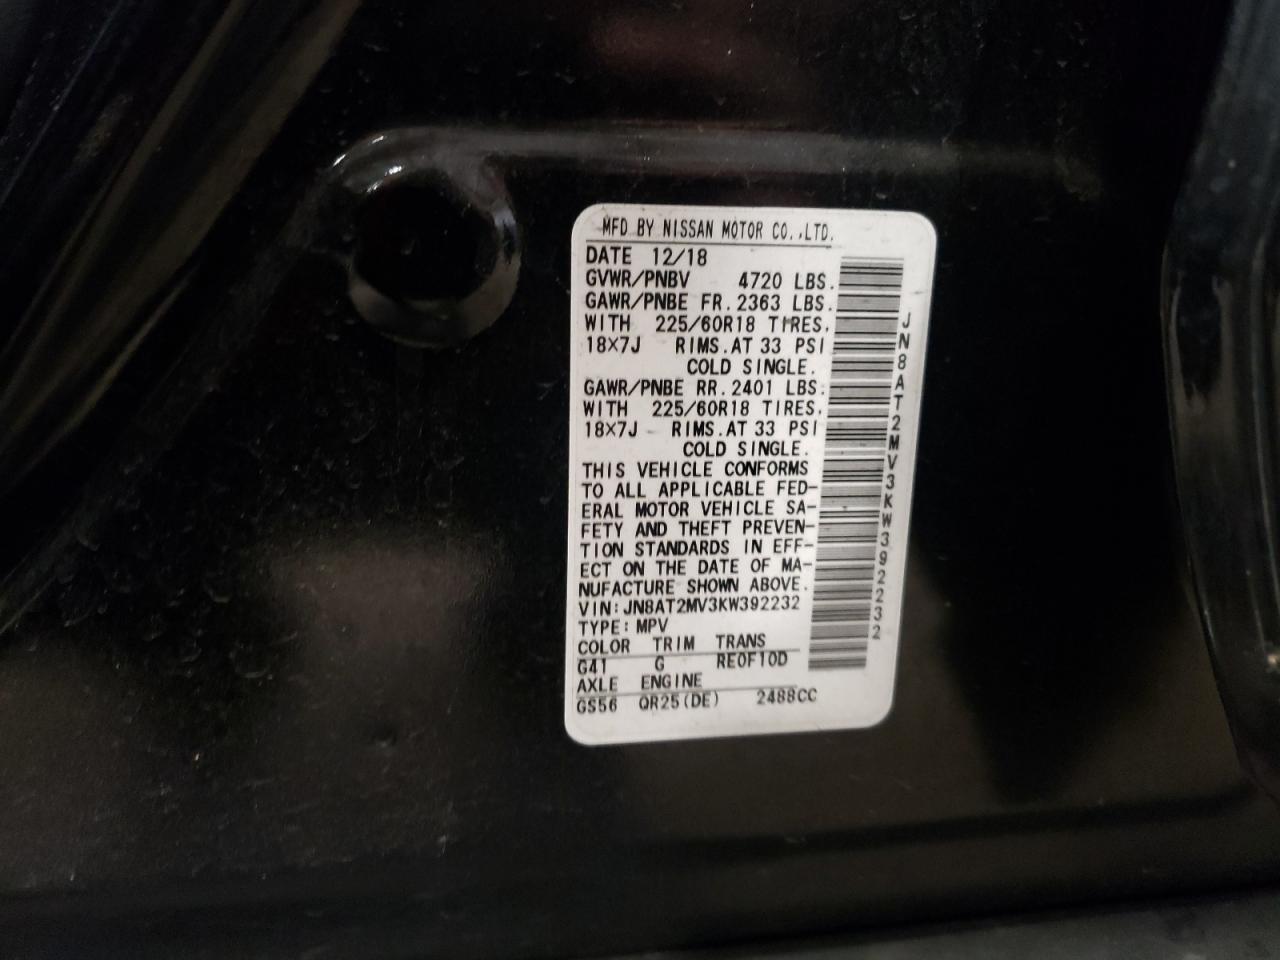 MFD BY NISSAN MOTOR CO.,LTD.
DATE 12/18
GVWR/PNBV 4720 LBS.
GAWR/PNBE FR. 2363 LBS.
WITH 225/60R18 TIRES,
18X7J RIMS. AT 33 PSI
COLD SINGLE.
GAWR/PNBE RR. 2401 LBS.
WITH 225/60R18 TIRES,
18X7J RIMS. AT 33 PSI
COLD SINGLE.
THIS VEHICLE CONFORMS
TO ALL APPLICABLE FED-
ERAL MOTOR VEHICLE SA-
FETY AND THEFT PREVEN-
TION STANDARDS IN EFF-
ECT ON THE DATE OF MA-
NUFACTURE SHOWN ABOVE.
VIN:JN8AT2MV3KW392232
TYPE: MPV
COLOR TRIM TRANS
G41 G RE0F10D
AXLE ENGINE
GS56 QR25(DE) 2488CC
JN8AT2MV3KW392232